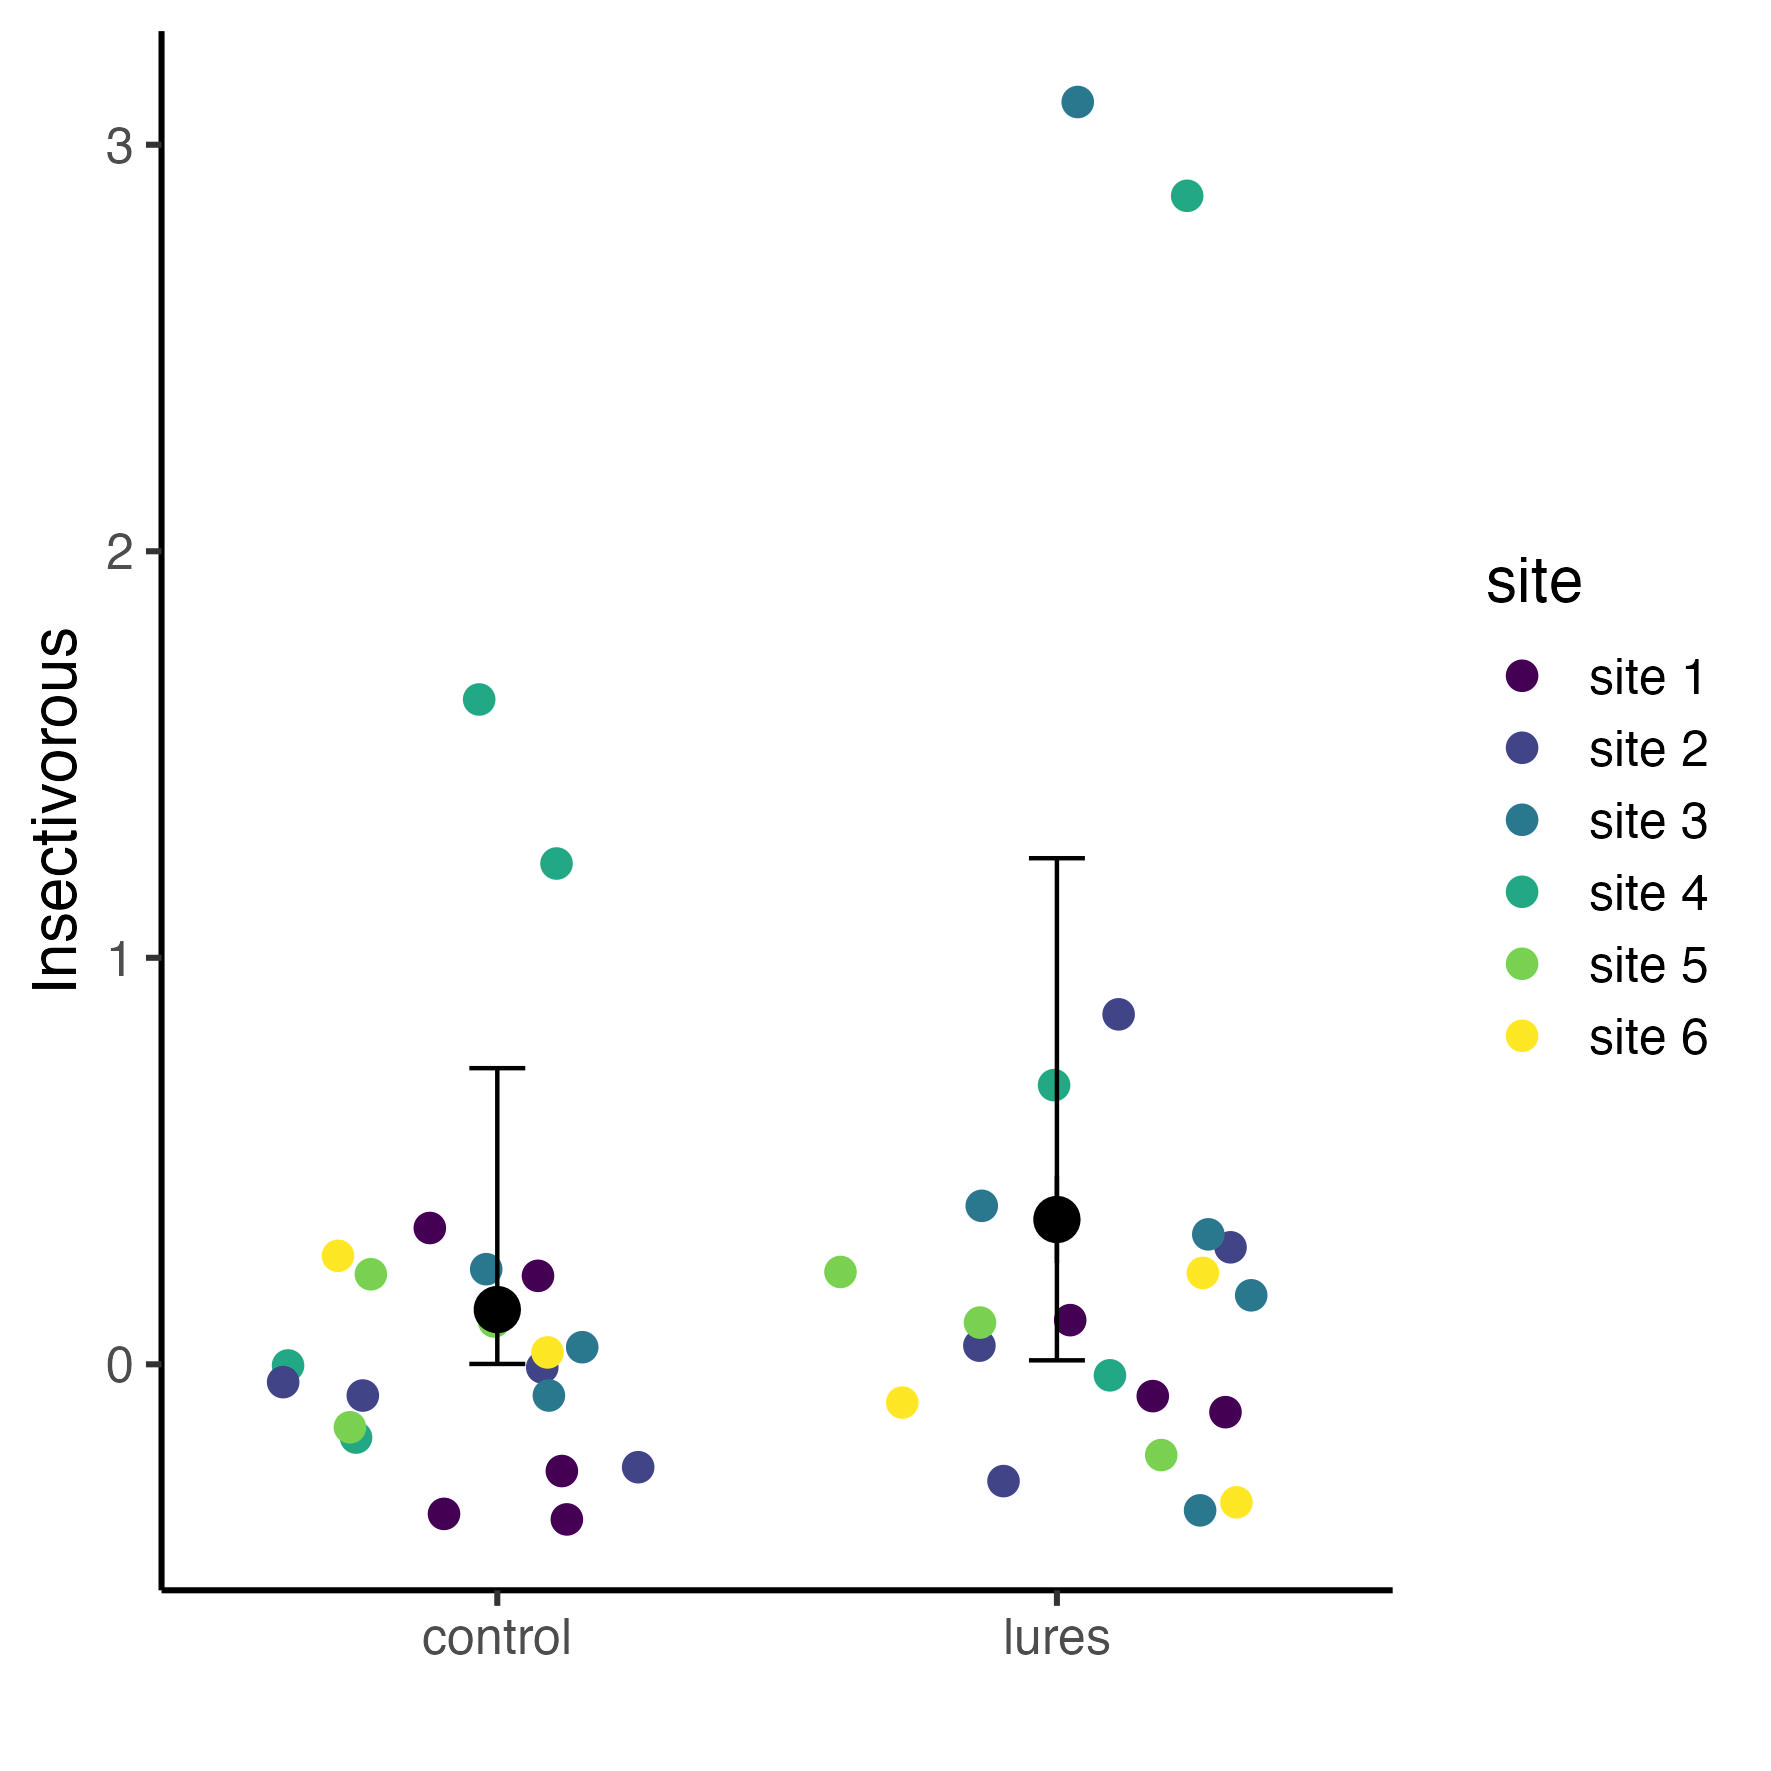 Insectivorous
3
2
1
0
control
lures
site
site 1
site 2
site 3
site 4
site 5
site 6